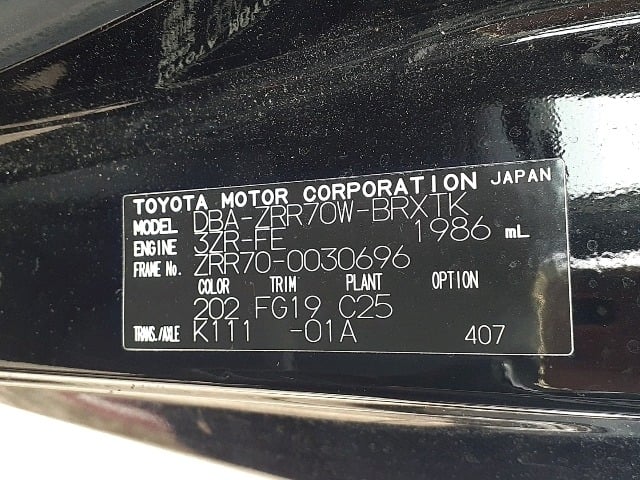 TOYOTA MOTOR CORPORATION JAPAN
MODEL DBA-ZRR70W-BRXTK
ENGINE 3ZR-FE 1986 mL
FRAME No. ZRR70-0030696
COLOR TRIM PLANT OPTION
202 FG19 C25
TRANS./AXLE K111 -01A 407